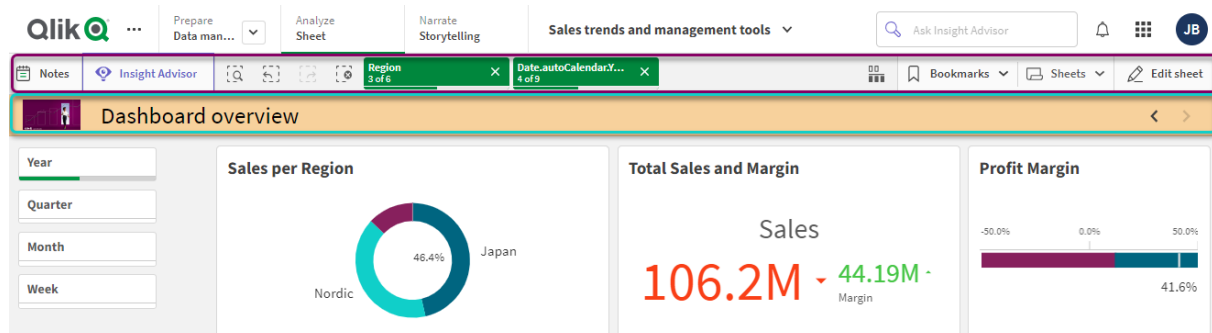 Qlik
Prepare
Data man...
Analyze
Sheet
Narrate
Storytelling
Sales trends and management tools
Ask Insight Advisor
JB
Notes
Insight Advisor
Region
3 of 6
Date.autoCalendar.Y...
4 of 9
Bookmarks
Sheets
Edit sheet
Dashboard overview
Year
Quarter
Month
Week
Sales per Region
46.4%
Japan
Nordic
Total Sales and Margin
Sales
106.2M
44.19M
Margin
Profit Margin
-50.0%
0.0%
50.0%
41.6%